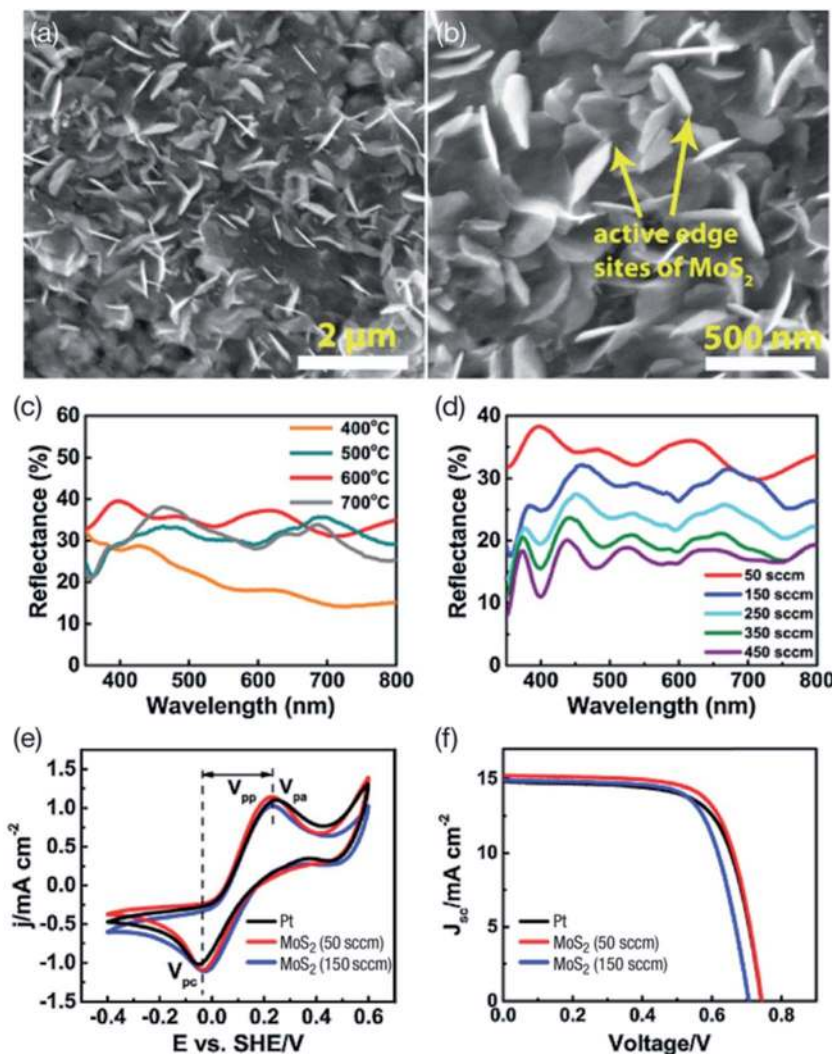 (a)
2 μm
(b)
active edge
sites of MoS₂
500 nm
(c)
60
50
40
30
20
10
0
Reflectance (%)
400°C
500°C
600°C
700°C
400 500 600 700 800
Wavelength (nm)
(d)
40
30
20
10
0
Reflectance (%)
50 sccm
150 sccm
250 sccm
350 sccm
450 sccm
400 500 600 700 800
Wavelength (nm)
(e)
1.5
1.0
0.5
0.0
-0.5
-1.0
-1.5
j/mA cm⁻²
Vpp
Vpa
Vpc
Pt
MoS₂ (50 sccm)
MoS₂ (150 sccm)
-0.4 -0.2 0.0 0.2 0.4 0.6
E vs. SHE/V
(f)
15
10
5
0
Jsc/mA cm⁻²
Pt
MoS₂ (50 sccm)
MoS₂ (150 sccm)
0.0 0.2 0.4 0.6 0.8
Voltage/V